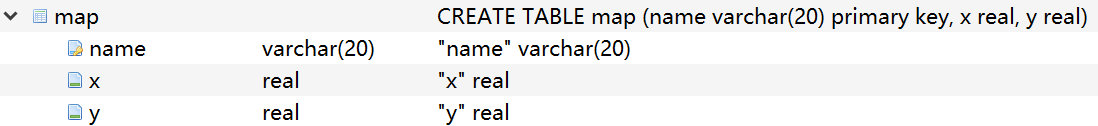 map CREATE TABLE map (name varchar(20) primary key, x real, y real)
name varchar(20) "name" varchar(20)
x real "x" real
y real "y" real